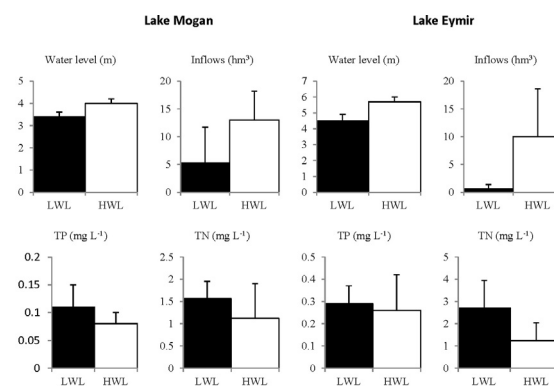 Lake Mogan
Lake Eymir
Water level (m)
5
4
3
2
1
0
LWL HWL
Inflows (hm³)
20
15
10
5
0
LWL HWL
Water level (m)
7
6
5
4
3
2
1
0
LWL HWL
Inflows (hm³)
20
15
10
5
0
LWL HWL
TP (mg L⁻¹)
0.2
0.15
0.1
0.05
0
LWL HWL
TN (mg L⁻¹)
2.5
2
1.5
1
0.5
0
LWL HWL
TP (mg L⁻¹)
0.5
0.4
0.3
0.2
0.1
0
LWL HWL
TN (mg L⁻¹)
5
4
3
2
1
0
LWL HWL